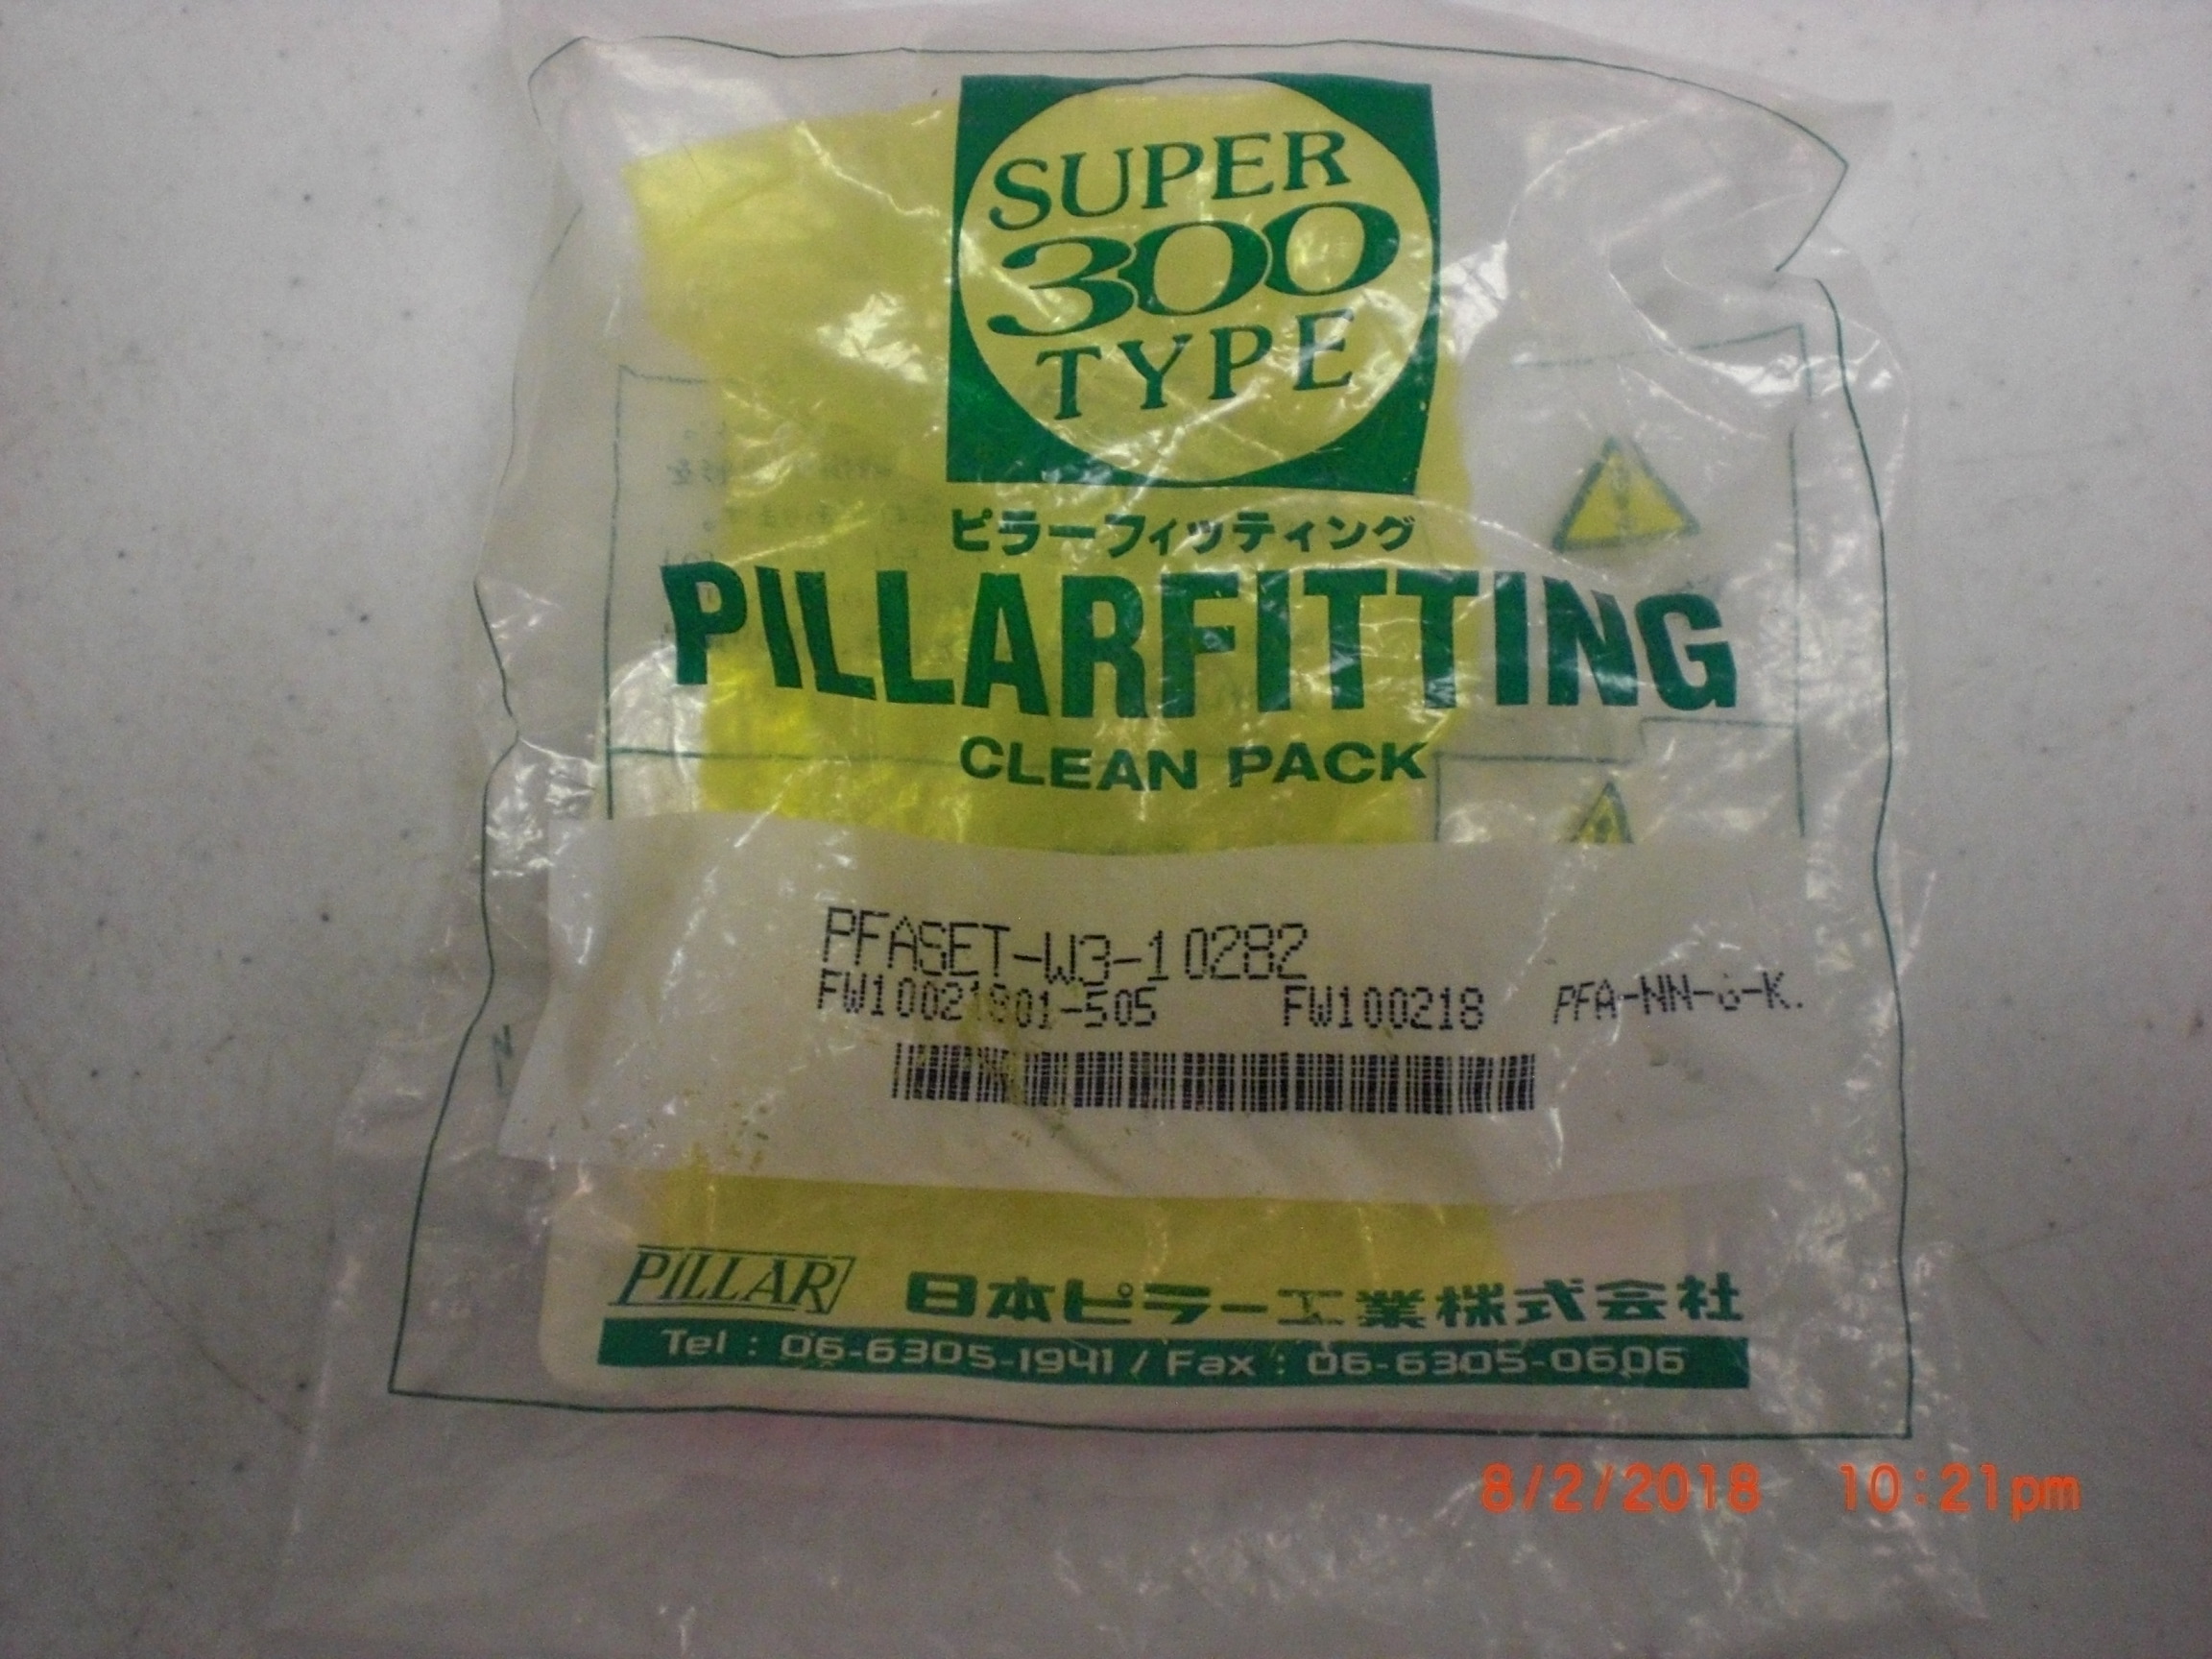 SUPER
300
TYPE
ピラーフィッティング
PILLARFITTING
CLEAN PACK
PFASET-W3-10282
FW10021801-505 FW100218
PILLAR 日本ピラー工業株式会社
Tel : 06-6305-1941 / Fax : 06-6305-0606
8/2/2018 10:21pm